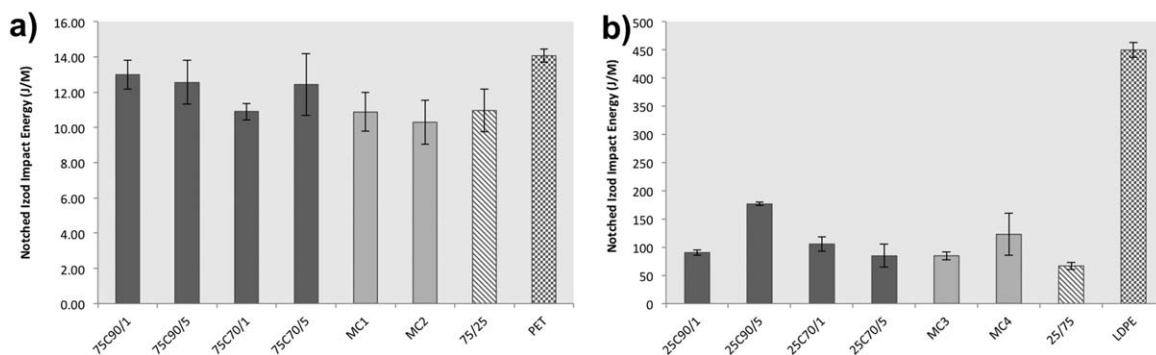 a)
Notched Izod Impact Energy (J/M)
16.00
14.00
12.00
10.00
8.00
6.00
4.00
2.00
0.00
75C90/1
75C90/5
75C70/1
75C70/5
MC1
MC2
75/25
PET
b)
Notched Izod Impact Energy (J/M)
500
450
400
350
300
250
200
150
100
50
0
25C90/1
25C90/5
25C70/1
25C70/5
MC3
MC4
25/75
LDPE